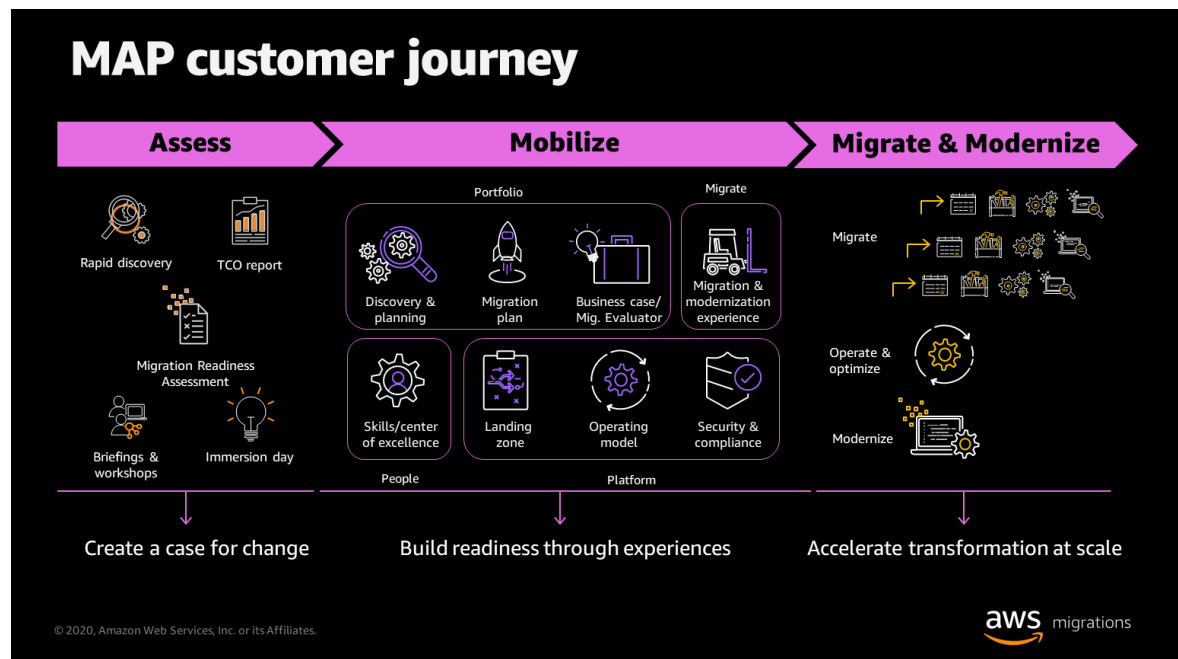 MAP customer journey
Assess
Mobilize
Migrate & Modernize
Rapid discovery
TCO report
Migration Readiness
Assessment
Briefings &
workshops
Immersion day
Portfolio
Discovery &
planning
Migration
plan
Business case/
Mig. Evaluator
Migrate
Migration &
modernization
experience
Skills/center
of excellence
People
Landing
zone
Operating
model
Security &
compliance
Platform
Migrate
Operate &
optimize
Modernize
Create a case for change
Build readiness through experiences
Accelerate transformation at scale
© 2020, Amazon Web Services, Inc. or its Affiliates.
aws migrations